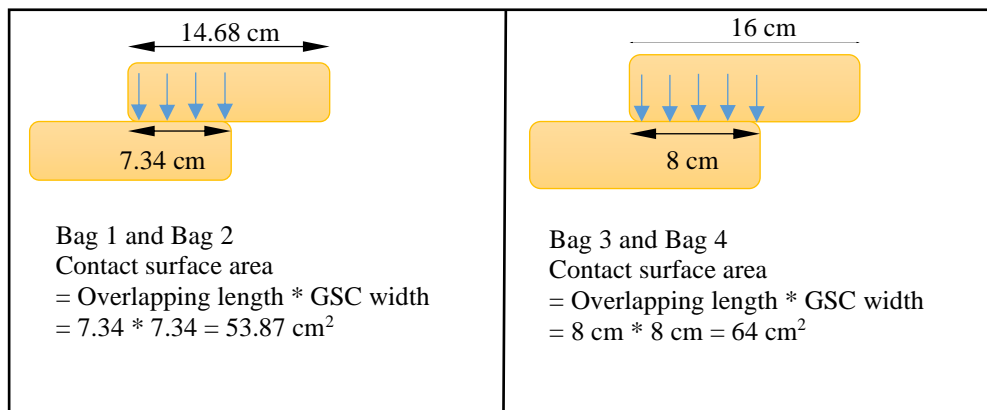 14.68 cm
7.34 cm
Bag 1 and Bag 2
Contact surface area
= Overlapping length * GSC width
= 7.34 * 7.34 = 53.87 cm²
16 cm
8 cm
Bag 3 and Bag 4
Contact surface area
= Overlapping length * GSC width
= 8 cm * 8 cm = 64 cm²